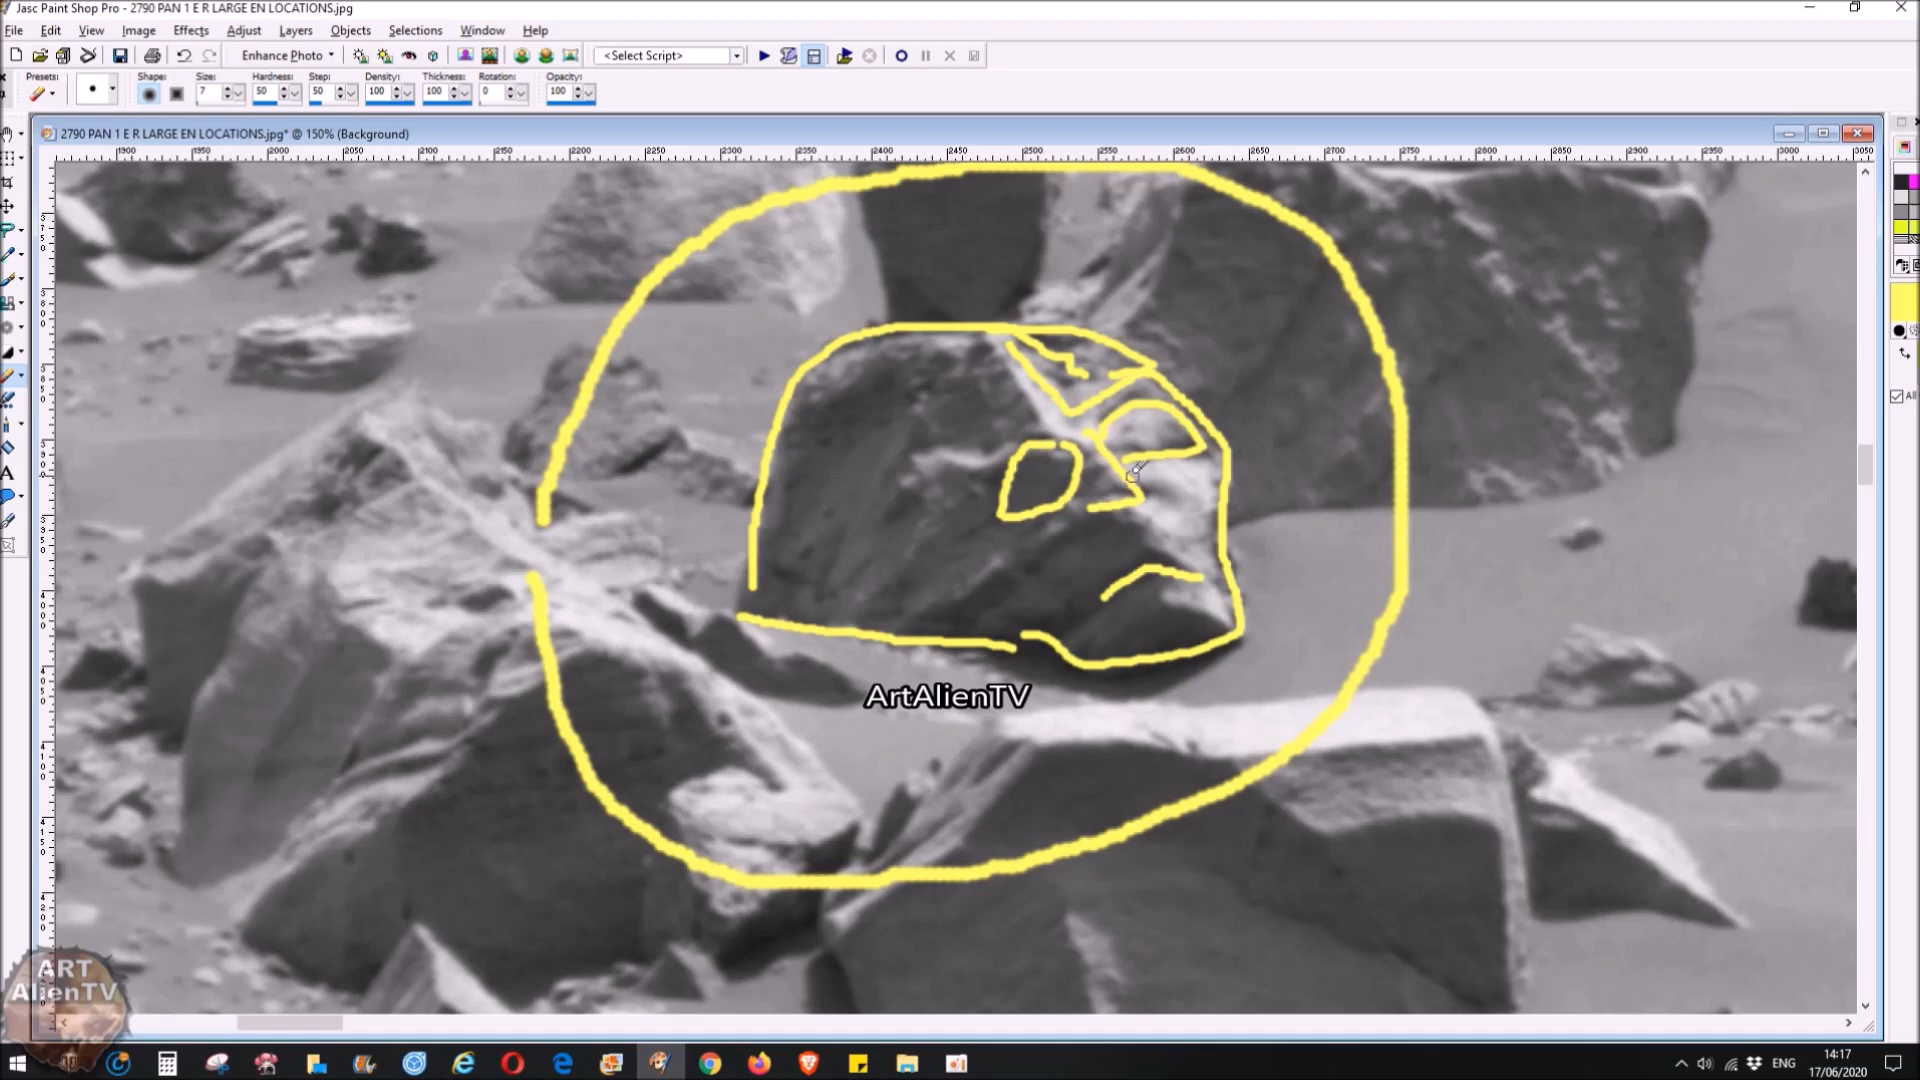 Jasc Paint Shop Pro - 2790 PAN 1 E R LARGE EN LOCATIONS.jpg
File Edit View Image Effects Adjust Layers Objects Selections Window Help
Enhance Photo <Select Script>
Presets: Shape: Size: Hardness: Step: Density: Thickness: Rotation: Opacity:
7 50 50 100 100 0 100
2790 PAN 1 E R LARGE EN LOCATIONS.jpg* @ 150% (Background)
All
ArtAlienTV
ART
AlienTV
ENG
14:17
17/06/2020